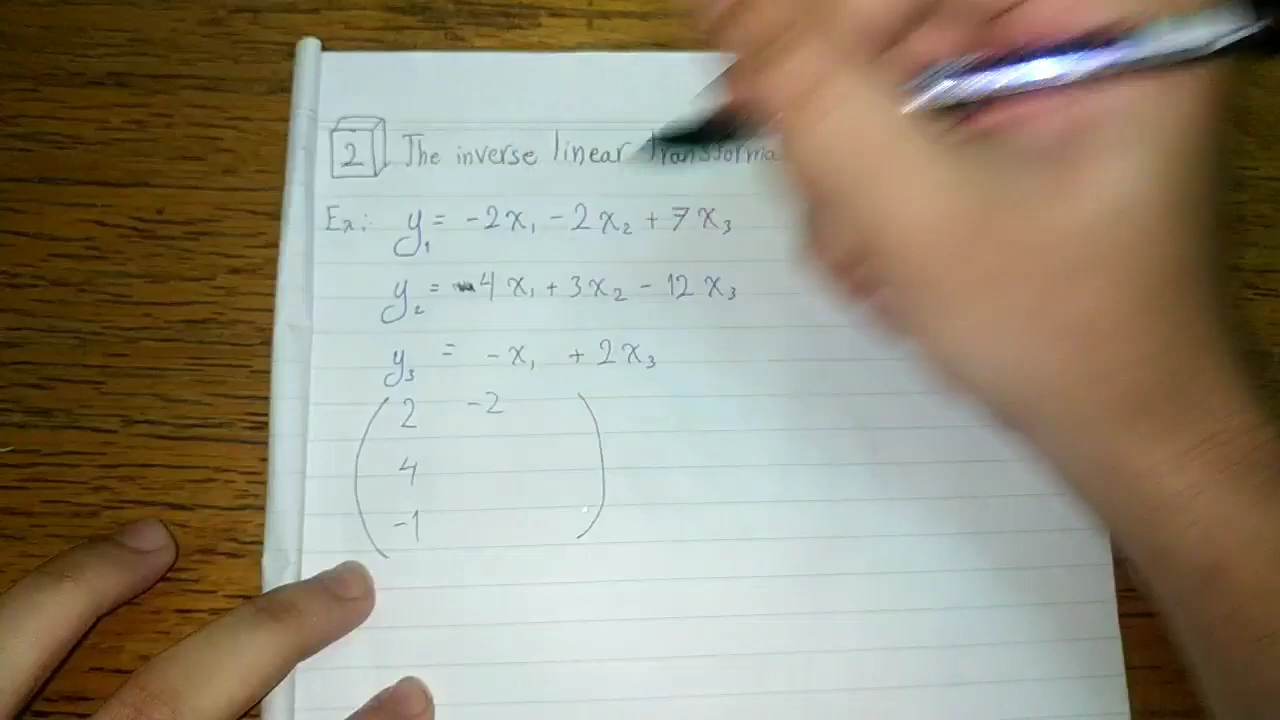 2 The inverse linear Transforma
Ex: y₁ = -2x₁ - 2x₂ + 7x₃
y₂ = 4x₁ + 3x₂ - 12x₃
y₃ = -x₁ + 2x₃
2 -2
4
-1